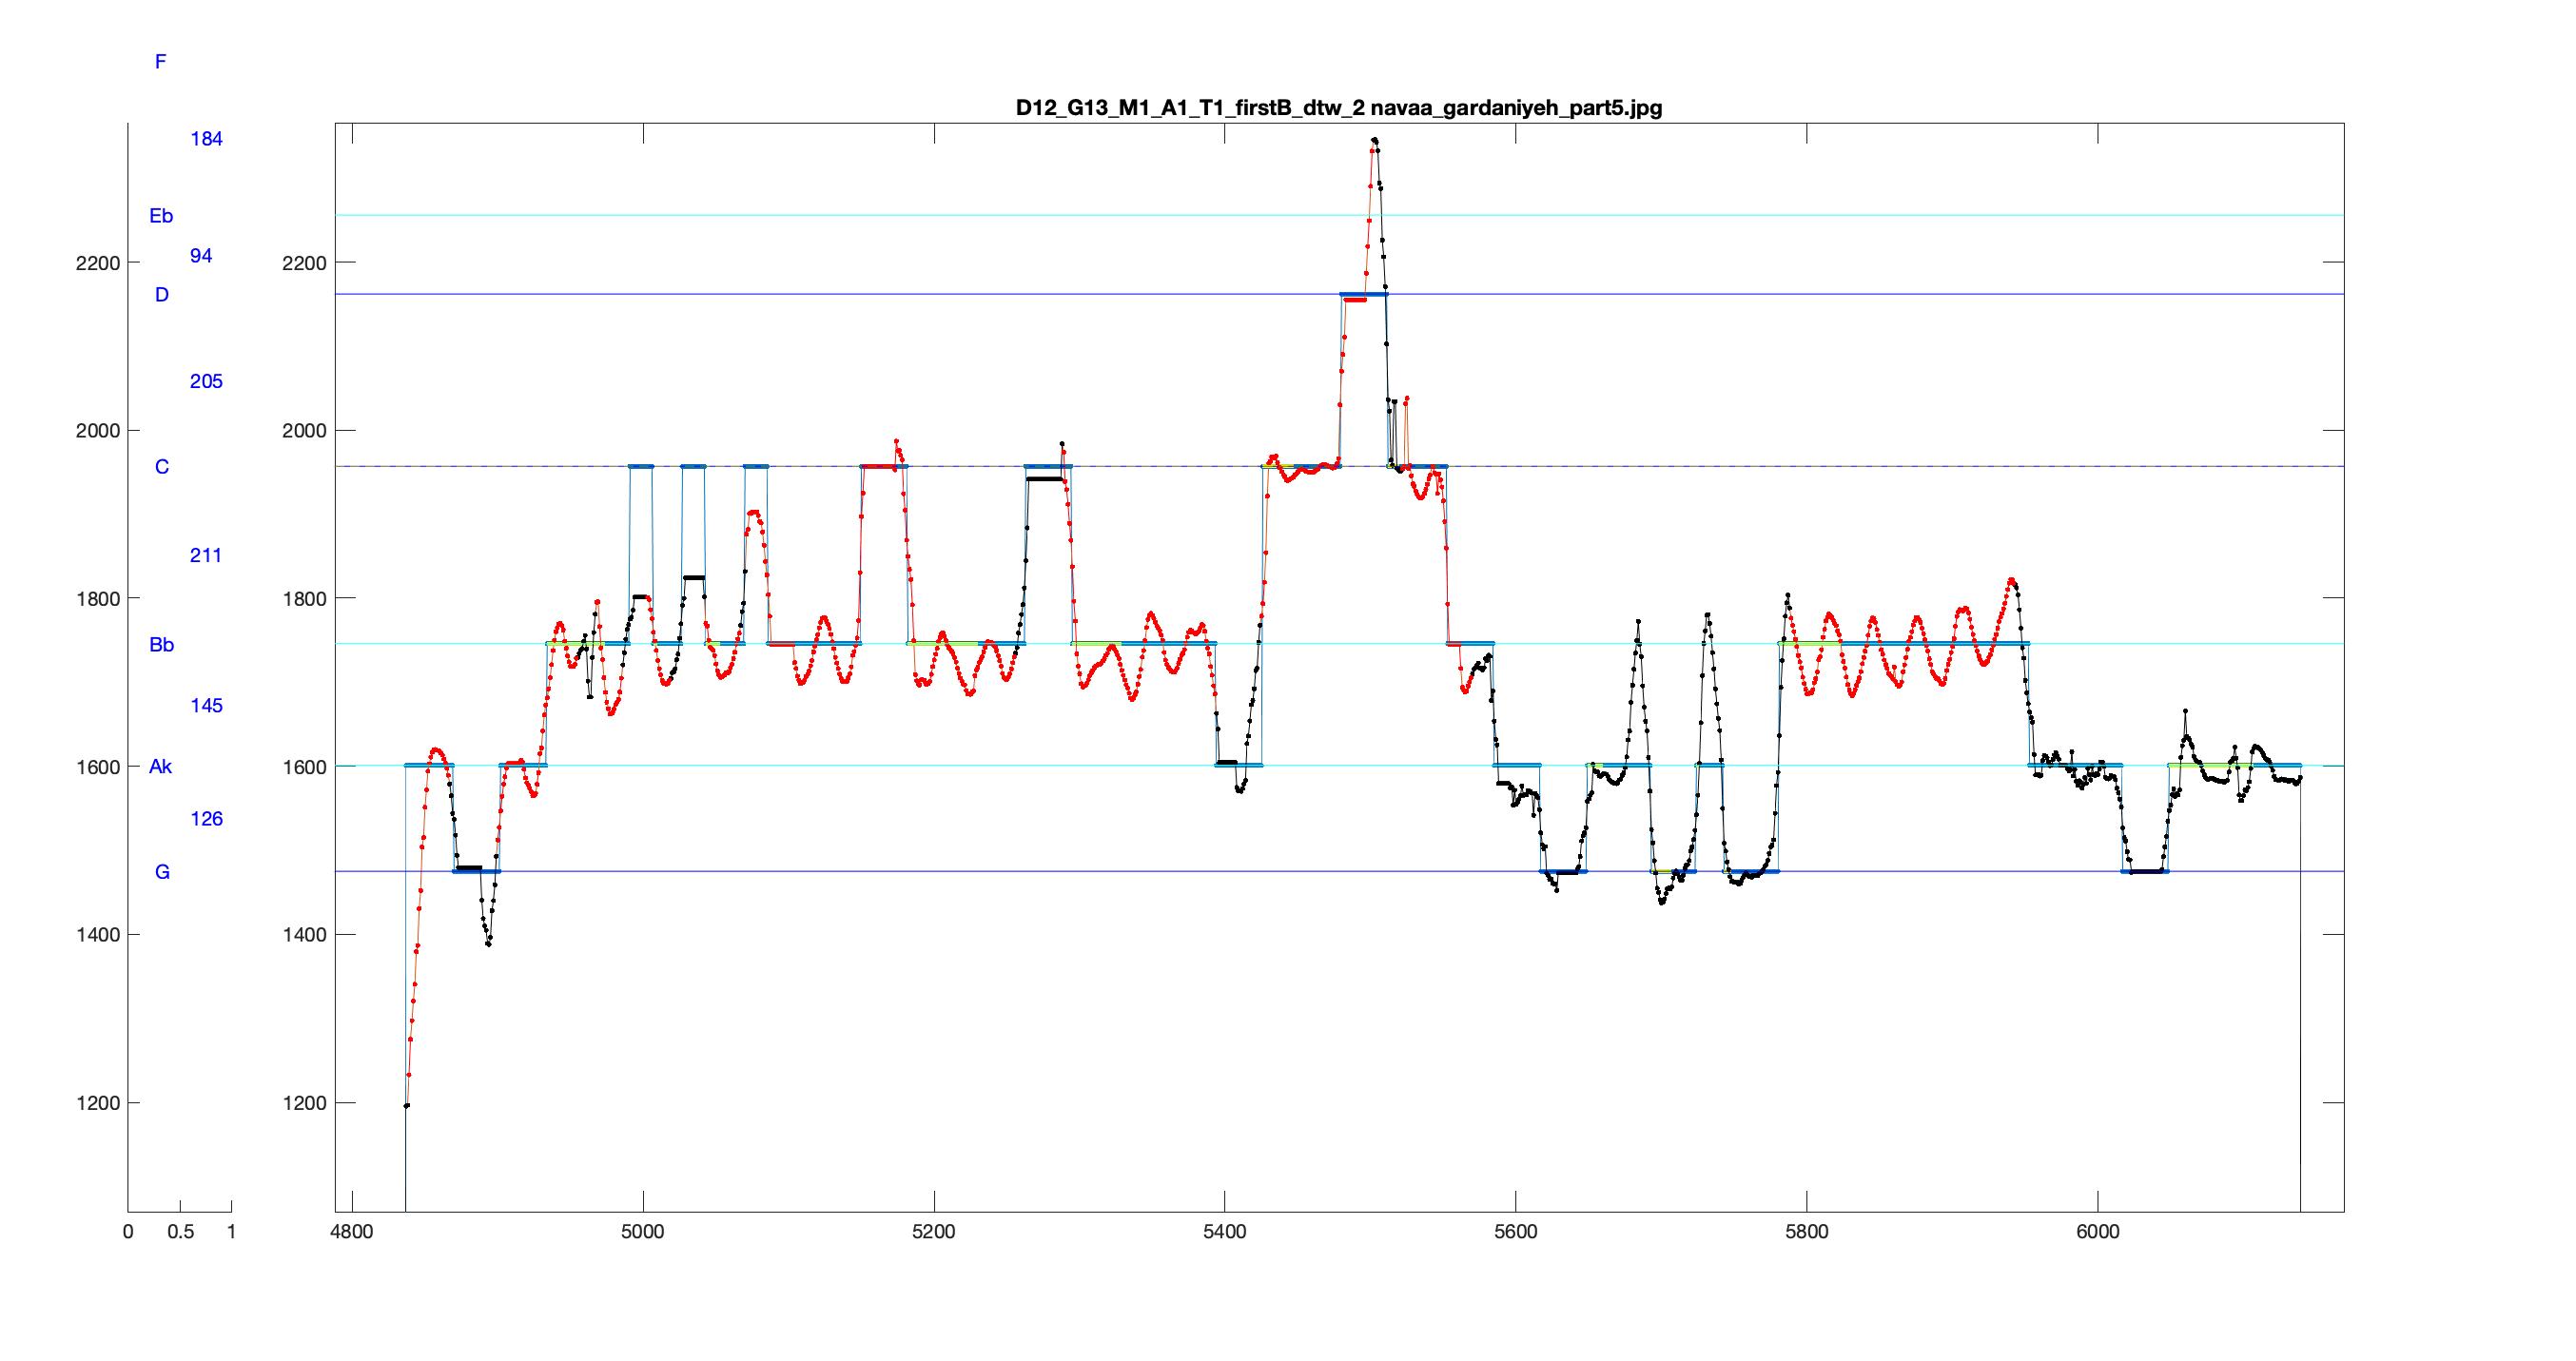 F
D12_G13_M1_A1_T1_firstB_dtw_2 navaa_gardaniyeh_part5.jpg
184
Eb
94
2200 2200
D
205
2000 2000
C
211
1800 1800
Bb
145
1600 Ak 1600
126
G
1400 1400
1200 1200
0 0.5 1 4800 5000 5200 5400 5600 5800 6000